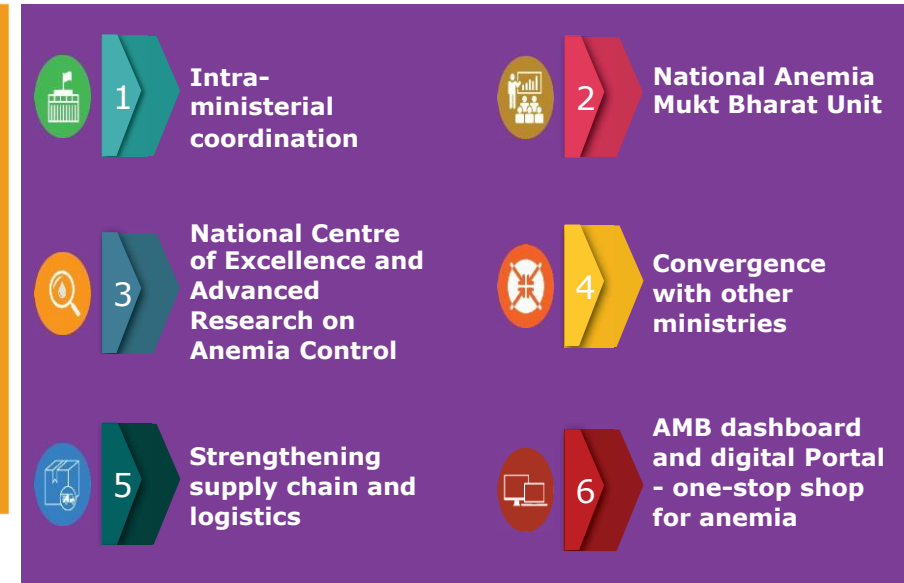 1
Intra-
ministerial
coordination
2
National Anemia
Mukt Bharat Unit
3
National Centre
of Excellence and
Advanced
Research on
Anemia Control
4
Convergence
with other
ministries
5
Strengthening
supply chain and
logistics
6
AMB dashboard
and digital Portal
- one-stop shop
for anemia